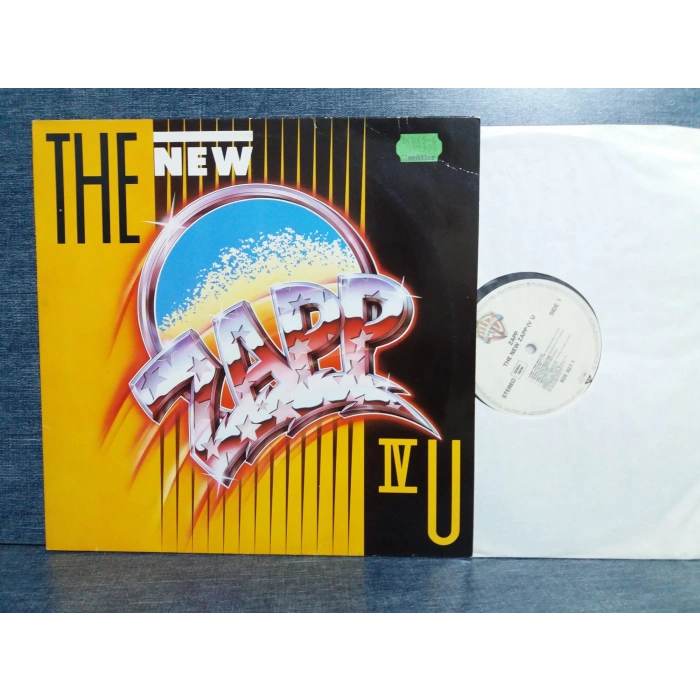 THE
NEW
ZAPP
IV U
ZAPP
THE NEW ZAPP IV U
STEREO
SIDE 1